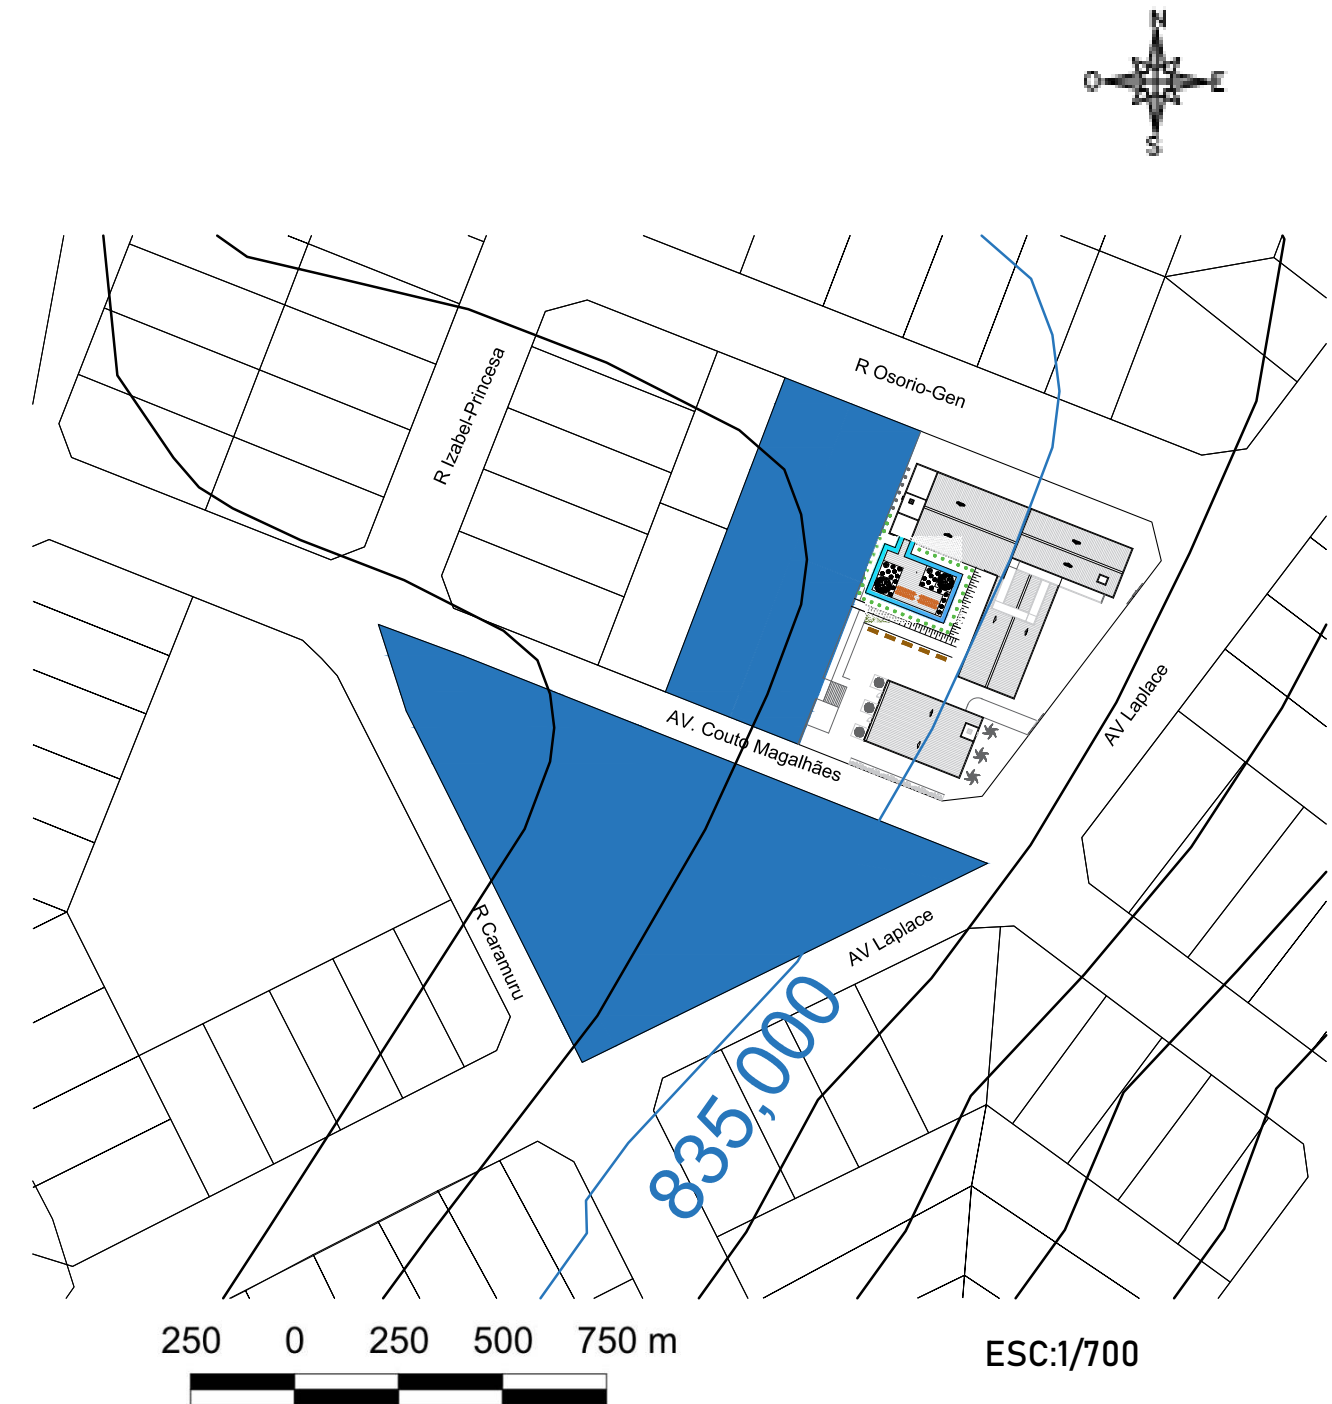 N
O E
S
R Osorio-Gen
R Izabel-Princesa
AV Laplace
AV. Couto Magalhães
R Caramuru
AV Laplace
835,000
250 0 250 500 750 m
ESC:1/700